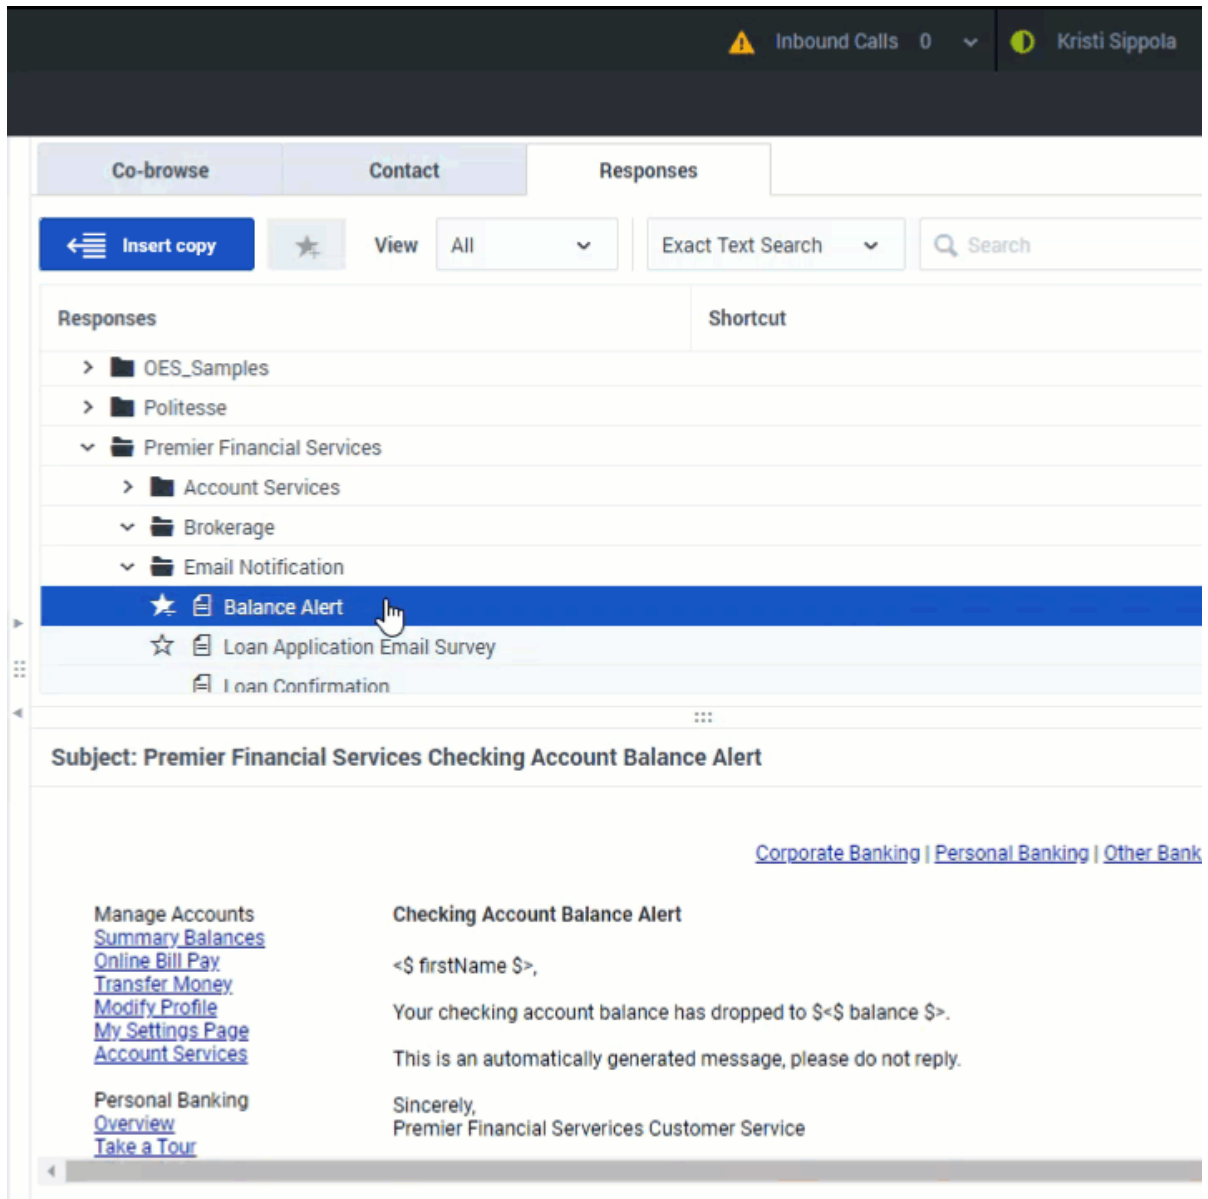 Inbound Calls 0 Kristi Sippola
Co-browse Contact Responses
Insert copy View All Exact Text Search Search
Responses Shortcut
OES_Samples
Politesse
Premier Financial Services
Account Services
Brokerage
Email Notification
Balance Alert
Loan Application Email Survey
Loan Confirmation
Subject: Premier Financial Services Checking Account Balance Alert
Corporate Banking | Personal Banking | Other Bank
Manage Accounts
Summary Balances
Online Bill Pay
Transfer Money
Modify Profile
My Settings Page
Account Services
Personal Banking
Overview
Take a Tour
Checking Account Balance Alert
<$ firstName $>,
Your checking account balance has dropped to $<$ balance $>.
This is an automatically generated message, please do not reply.
Sincerely,
Premier Financial Serverices Customer Service